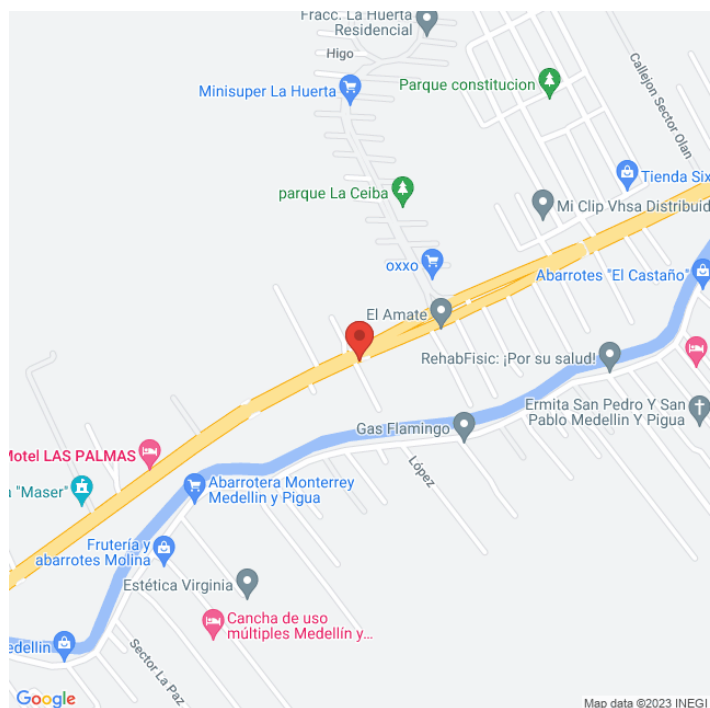 Fracc. La Huerta
Residencial
Higo
Minisuper La Huerta
Parque constitucion
Callejon Sector Olan
Tienda Six
parque La Ceiba
Mi Clip Vhsa Distribuid
oxxo
Abarrotes "El Castaño"
El Amate
RehabFisic: ¡Por su salud!
Ermita San Pedro Y San
Pablo Medellin Y Pigua
Gas Flamingo
López
Motel LAS PALMAS
"Maser"
Abarrotera Monterrey
Medellin y Pigua
Frutería y
abarrotes Molina
Estética Virginia
Cancha de uso
múltiples Medellín y…
edellin
Sector La Paz
Google
Map data ©2023 INEGI